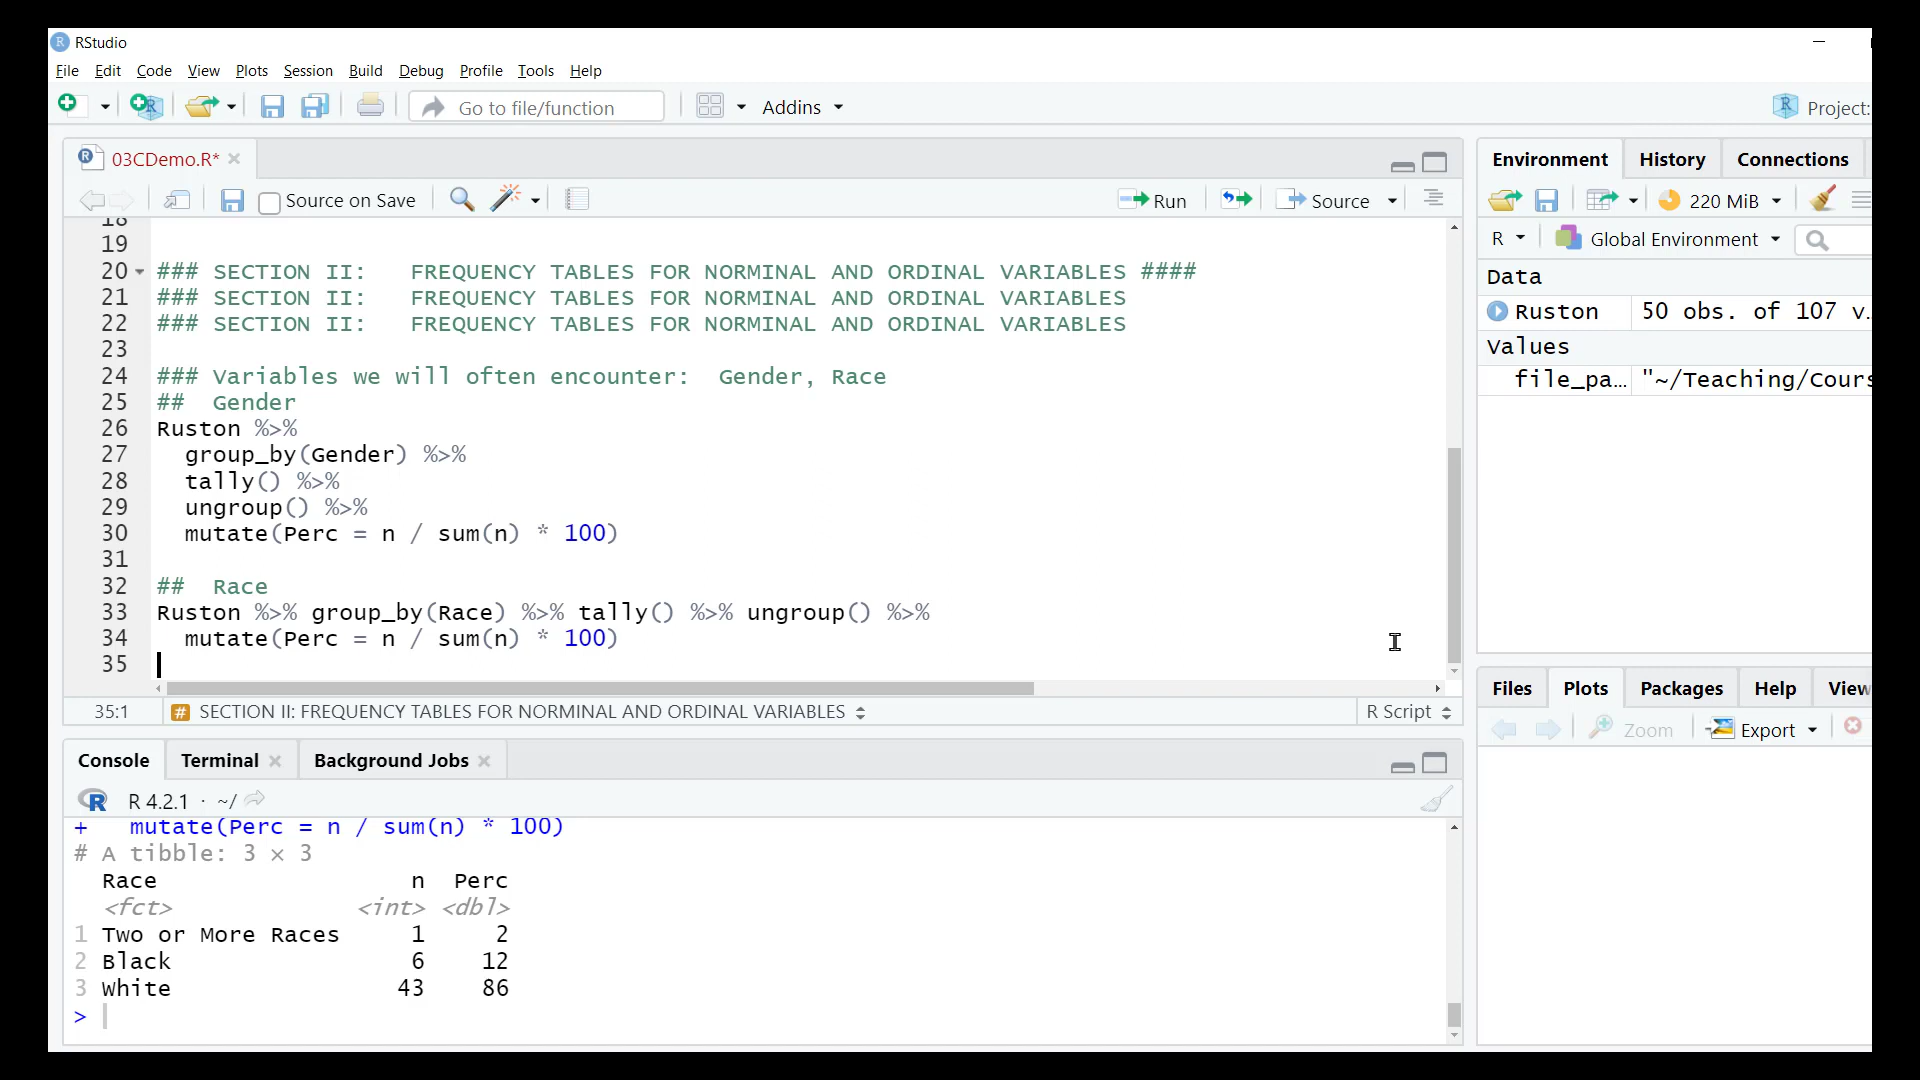 RStudio
File Edit Code View Plots Session Build Debug Profile Tools Help
Go to file/function Addins Project:
03CDemo.R*
Source on Save Run Source
18
19
20 ### SECTION II: FREQUENCY TABLES FOR NORMINAL AND ORDINAL VARIABLES ####
21 ### SECTION II: FREQUENCY TABLES FOR NORMINAL AND ORDINAL VARIABLES
22 ### SECTION II: FREQUENCY TABLES FOR NORMINAL AND ORDINAL VARIABLES
23
24 ### Variables we will often encounter: Gender, Race
25 ## Gender
26 Ruston %>%
27 group_by(Gender) %>%
28 tally() %>%
29 ungroup() %>%
30 mutate(Perc = n / sum(n) * 100)
31
32 ## Race
33 Ruston %>% group_by(Race) %>% tally() %>% ungroup() %>%
34 mutate(Perc = n / sum(n) * 100)
35
35:1 # SECTION II: FREQUENCY TABLES FOR NORMINAL AND ORDINAL VARIABLES R Script
Console Terminal Background Jobs
R R 4.2.1 · ~/
+ mutate(Perc = n / sum(n) * 100)
# A tibble: 3 × 3
Race n Perc
<fct> <int> <dbl>
1 Two or More Races 1 2
2 Black 6 12
3 White 43 86
>
Environment History Connections
220 MiB
R Global Environment
Data
Ruston 50 obs. of 107 v.
Values
file_pa… "~/Teaching/Cours
Files Plots Packages Help View
Zoom Export